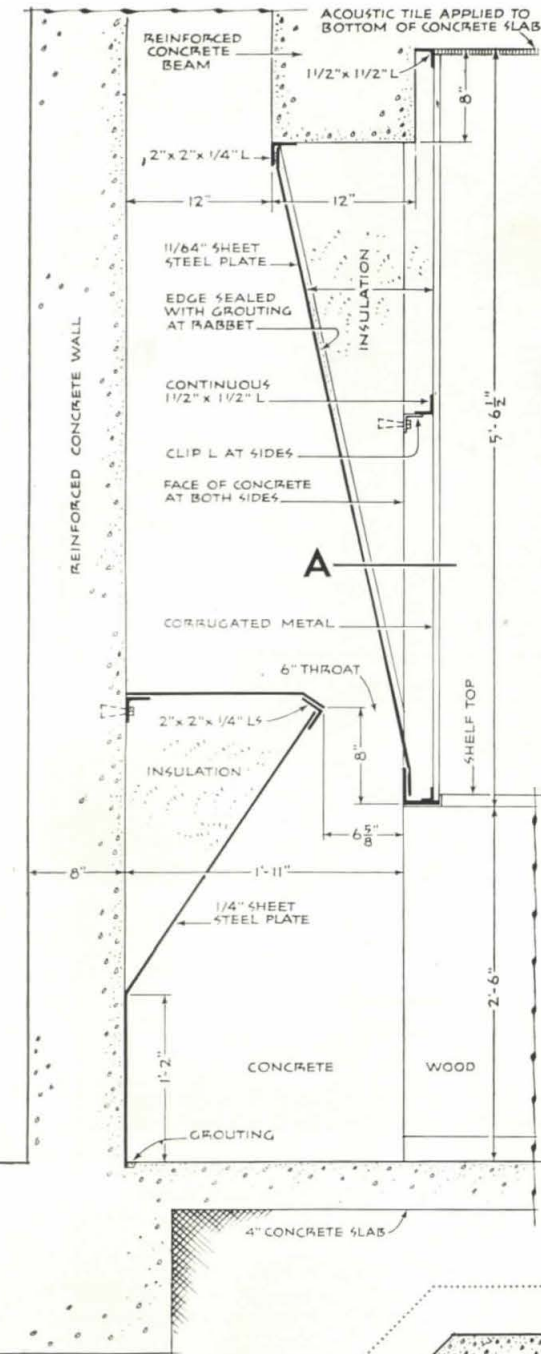 ACOUSTIC TILE APPLIED TO
BOTTOM OF CONCRETE SLAB
REINFORCED
CONCRETE
BEAM
1 1/2" x 1 1/2" L
8"
2" x 2" x 1/4" L
12"
12"
11/64" SHEET
STEEL PLATE
INSULATION
EDGE SEALED
WITH GROUTING
AT RABBET
REINFORCED CONCRETE WALL
CONTINUOUS
1 1/2" x 1 1/2" L
5'-6 1/2"
CLIP L AT SIDES
FACE OF CONCRETE
AT BOTH SIDES
A
CORRUGATED METAL
6" THROAT
SHELF TOP
2" x 2" x 1/4" LS
8"
INSULATION
6 5/8"
8"
1'-11"
1/4" SHEET
STEEL PLATE
2'-6"
1'-2"
CONCRETE
WOOD
GROUTING
4" CONCRETE SLAB